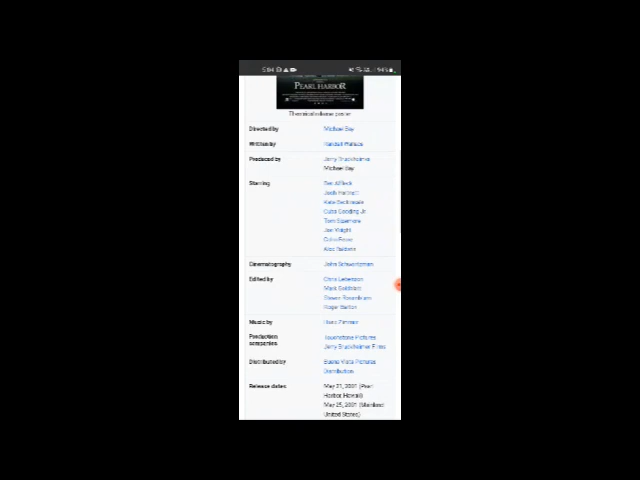 PEARL HARBOR
Theatrical release poster
Directed by Michael Bay
Written by Randall Wallace
Produced by Jerry Bruckheimer
Michael Bay
Starring Ben Affleck
Josh Hartnett
Kate Beckinsale
Cuba Gooding Jr.
Tom Sizemore
Jon Voight
Colm Feore
Alec Baldwin
Cinematography John Schwartzman
Edited by Chris Lebenzon
Mark Goldblatt
Steven Rosenblum
Roger Barton
Music by Hans Zimmer
Production Touchstone Pictures
companies Jerry Bruckheimer Films
Distributed by Buena Vista Pictures
Distribution
Release dates May 21, 2001 (Pearl
Harbor, Hawaii)
May 25, 2001 (Mainland
United States)